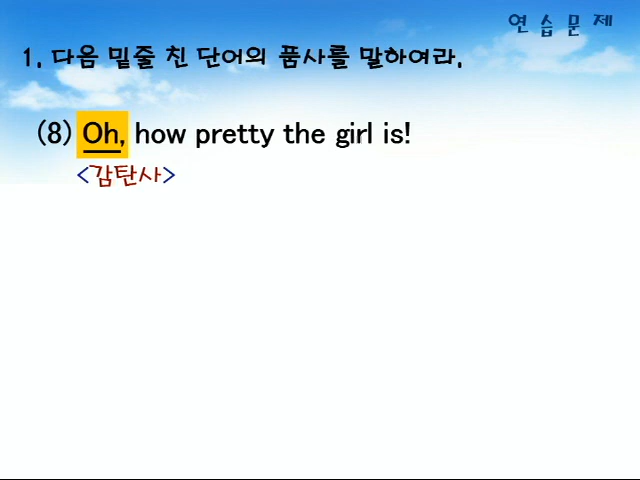 연습문제
1. 다음 밑줄 친 단어의 품사를 말하여라.
(8) Oh, how pretty the girl is!
<감탄사>